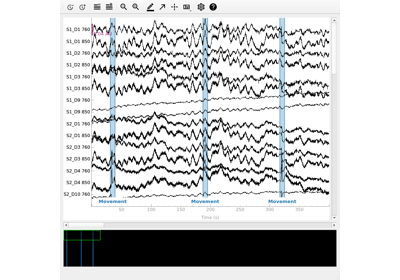 S1_D1 760
S1_D1 850
S1_D2 760
S1_D2 850
S1_D3 760
S1_D3 850
S1_D9 760
S1_D9 850
S2_D1 760
S2_D1 850
S2_D3 760
S2_D3 850
S2_D4 760
S2_D4 850
S2_D10 760
Movement Movement Movement
50 100 150 200 250 300 350
Time (s)